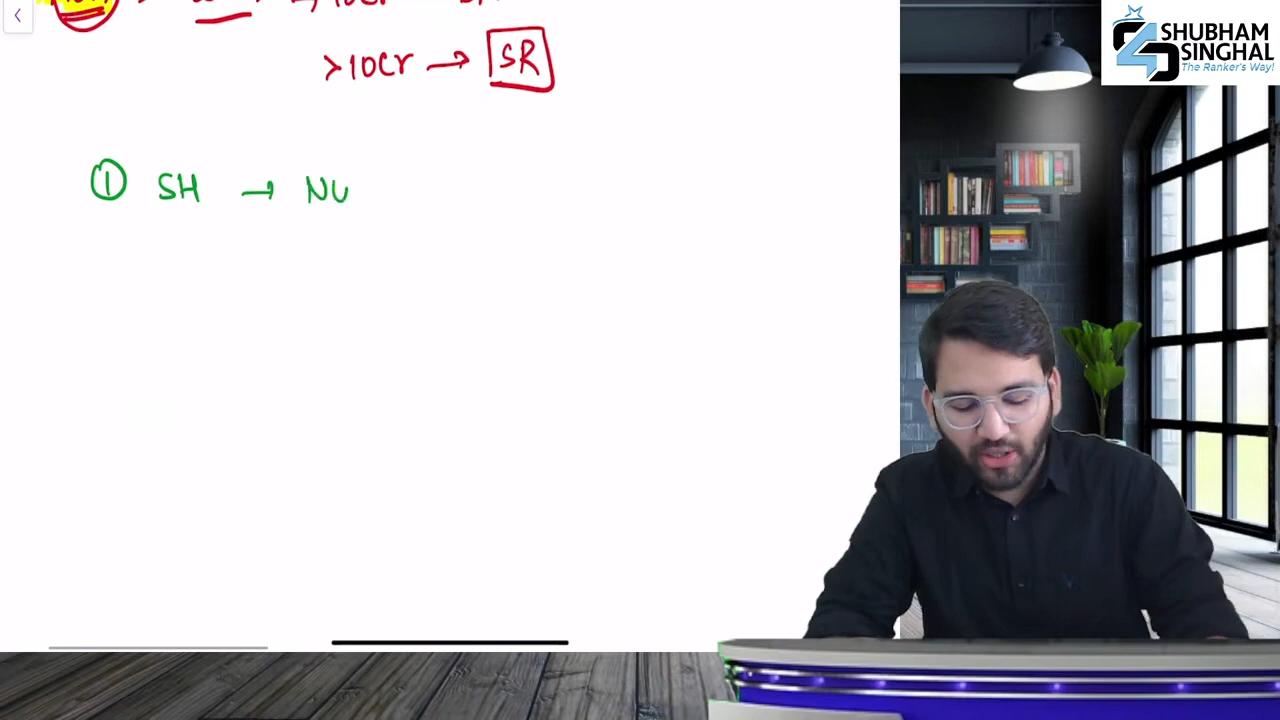 >10Cr → SR
① SH → NU
SHUBHAM
SINGHAL
The Ranker's Way!